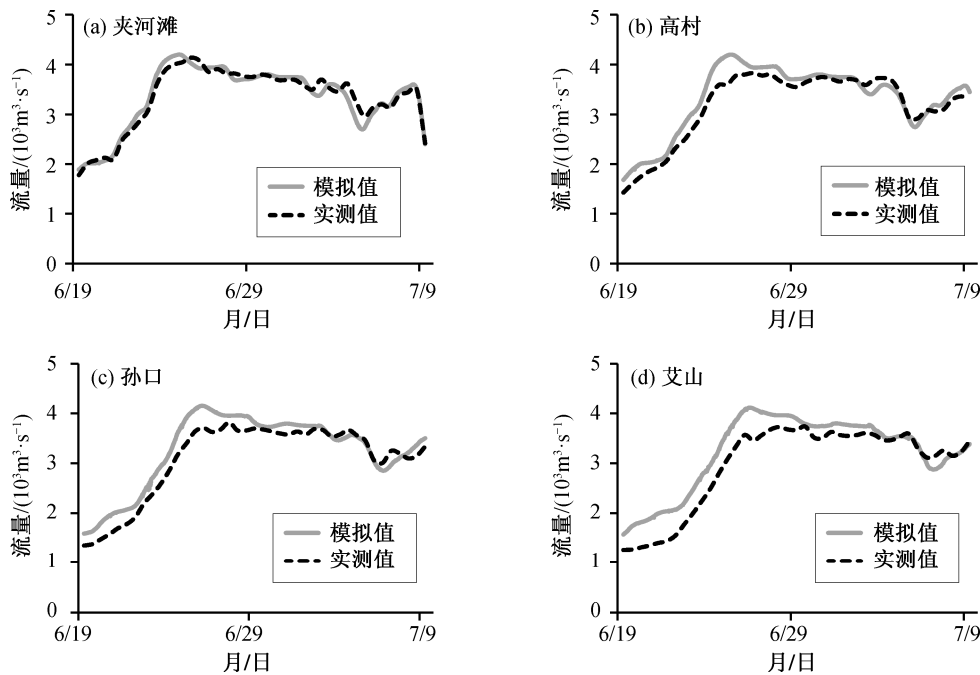 (a) 夹河滩
流量/(10³m³·s⁻¹)
5
4
3
2
1
0
模拟值
实测值
6/19 6/29 7/9
月/日
(b) 高村
流量/(10³m³·s⁻¹)
5
4
3
2
1
0
模拟值
实测值
6/19 6/29 7/9
月/日
(c) 孙口
流量/(10³m³·s⁻¹)
5
4
3
2
1
0
模拟值
实测值
6/19 6/29 7/9
月/日
(d) 艾山
流量/(10³m³·s⁻¹)
5
4
3
2
1
0
模拟值
实测值
6/19 6/29 7/9
月/日